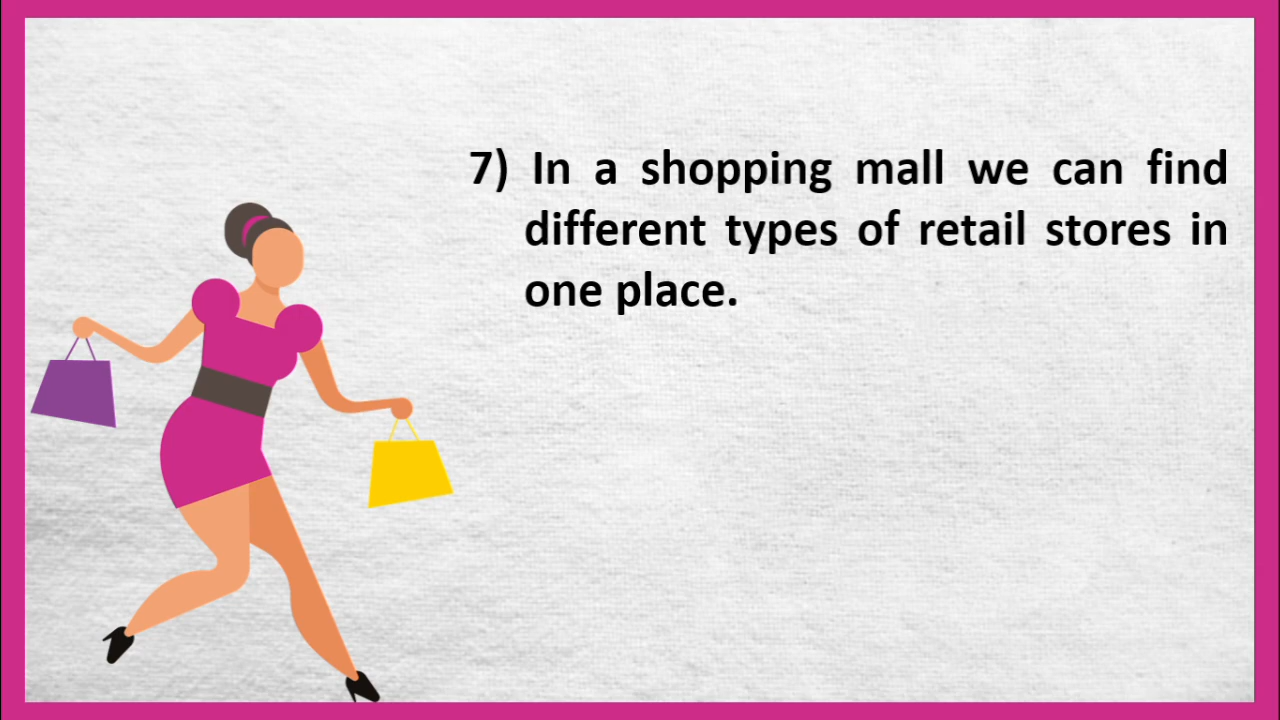 7) In a shopping mall we can find
different types of retail stores in
one place.